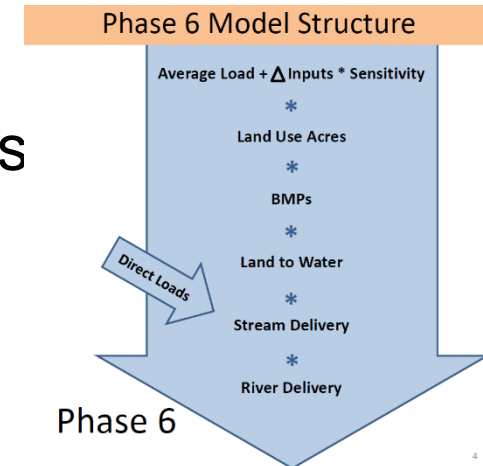 Phase 6 Model Structure
Average Load + Δ Inputs * Sensitivity
*
Land Use Acres
s
*
BMPs
*
Land to Water
Direct Loads
*
Stream Delivery
*
River Delivery
Phase 6
4